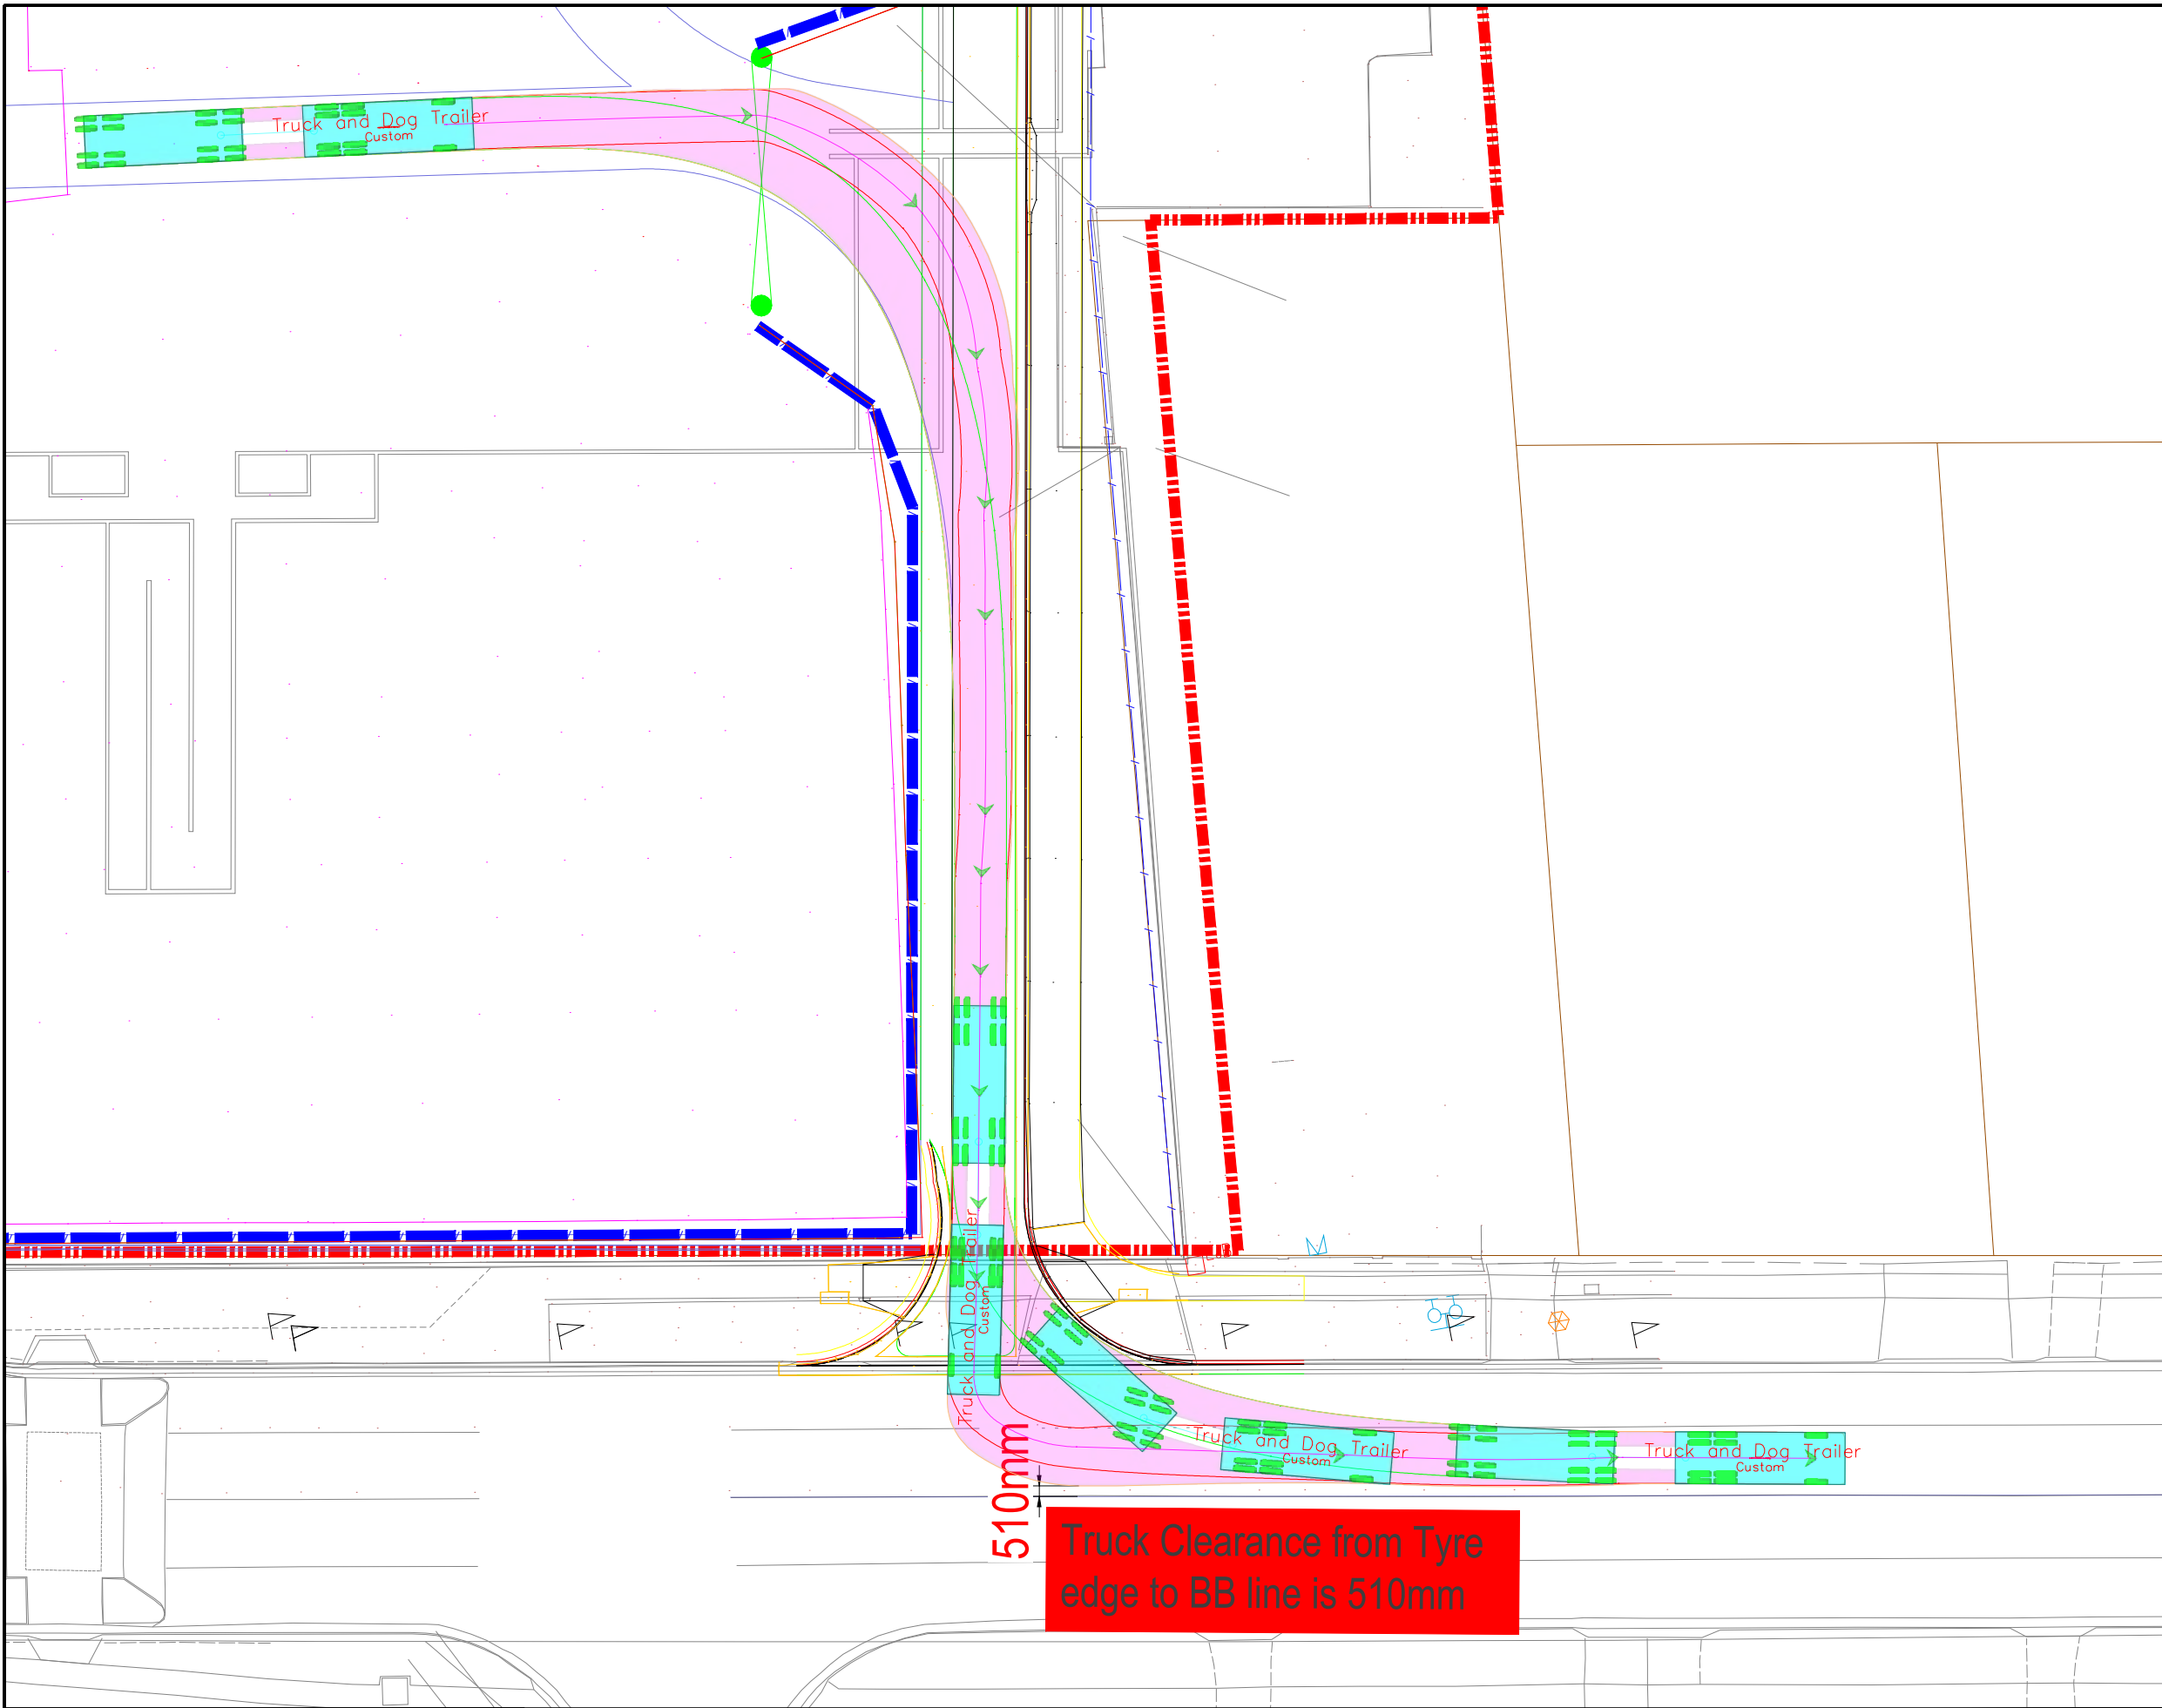 Truck and Dog Trailer
Custom
Truck and Dog Trailer
Custom
Truck and Dog Trailer
Custom
Truck and Dog Trailer
Custom
510mm
Truck Clearance from Tyre
edge to BB line is 510mm